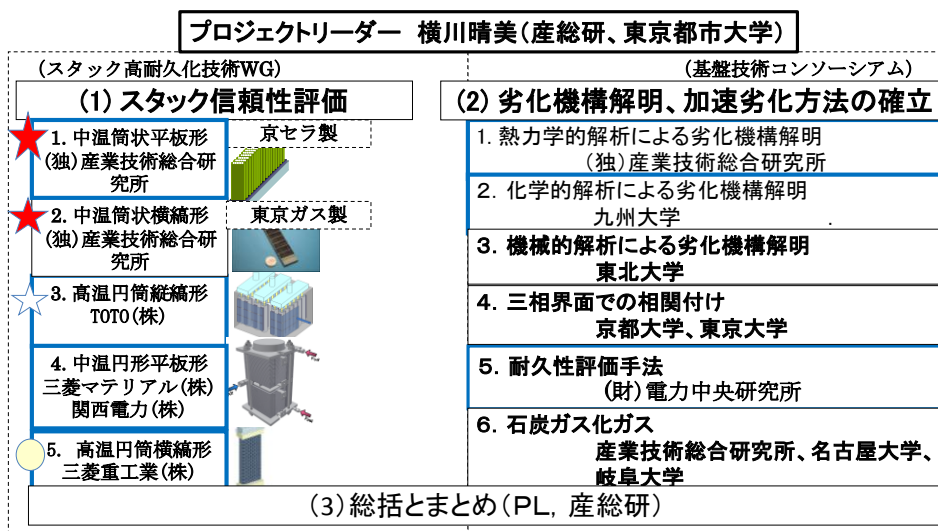 プロジェクトリーダー 横川晴美(産総研、東京都市大学)
(スタック高耐久化技術WG)
(1) スタック信頼性評価
1. 中温筒状平板形
(独)産業技術総合研
究所
京セラ製
2. 中温筒状横縞形
(独)産業技術総合研
究所
東京ガス製
3. 高温円筒縦縞形
TOTO(株)
4. 中温円形平板形
三菱マテリアル(株)
関西電力(株)
5. 高温円筒横縞形
三菱重工業(株)
(基盤技術コンソーシアム)
(2) 劣化機構解明、加速劣化方法の確立
1. 熱力学的解析による劣化機構解明
(独)産業技術総合研究所
2. 化学的解析による劣化機構解明
九州大学 .
3. 機械的解析による劣化機構解明
東北大学
4. 三相界面での相関付け
京都大学、東京大学
5. 耐久性評価手法
(財)電力中央研究所
6. 石炭ガス化ガス
産業技術総合研究所、名古屋大学、
岐阜大学
(3)総括とまとめ(PL, 産総研)